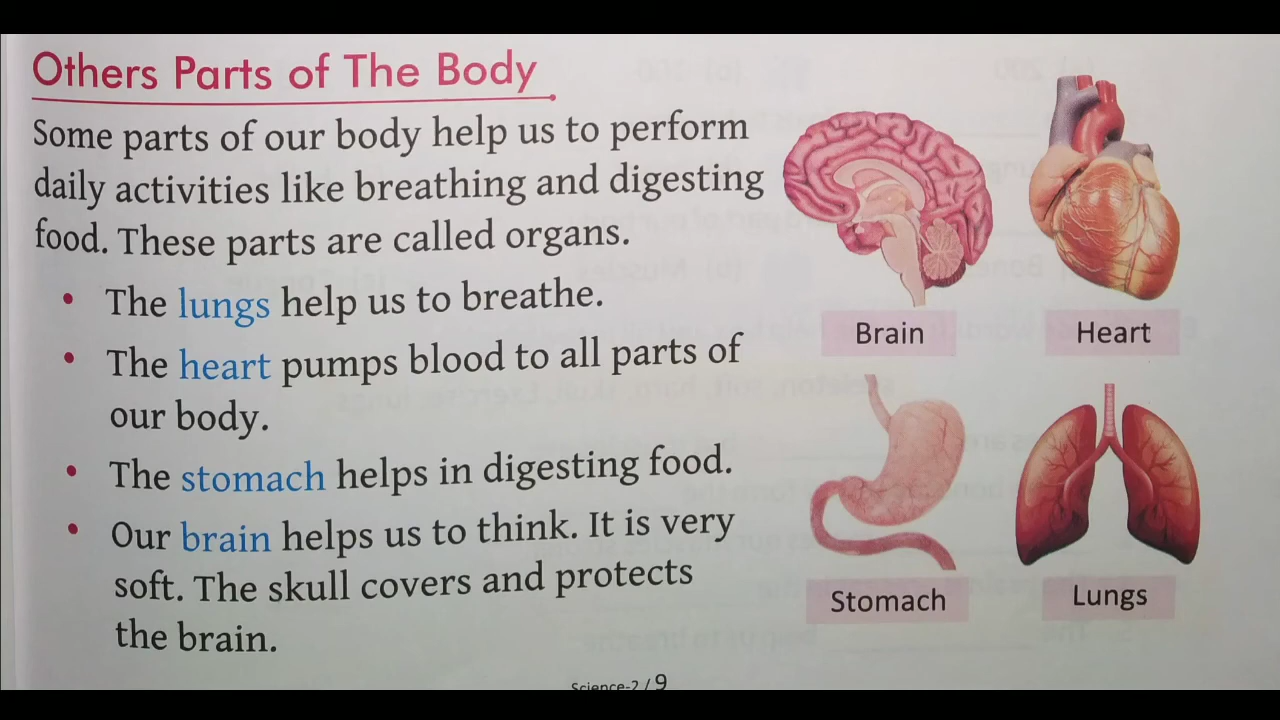 Others Parts of The Body
Some parts of our body help us to perform
daily activities like breathing and digesting
food. These parts are called organs.
• The lungs help us to breathe.
• The heart pumps blood to all parts of
our body.
• The stomach helps in digesting food.
• Our brain helps us to think. It is very
soft. The skull covers and protects
the brain.
Brain
Heart
Stomach
Lungs
Science-2 / 9